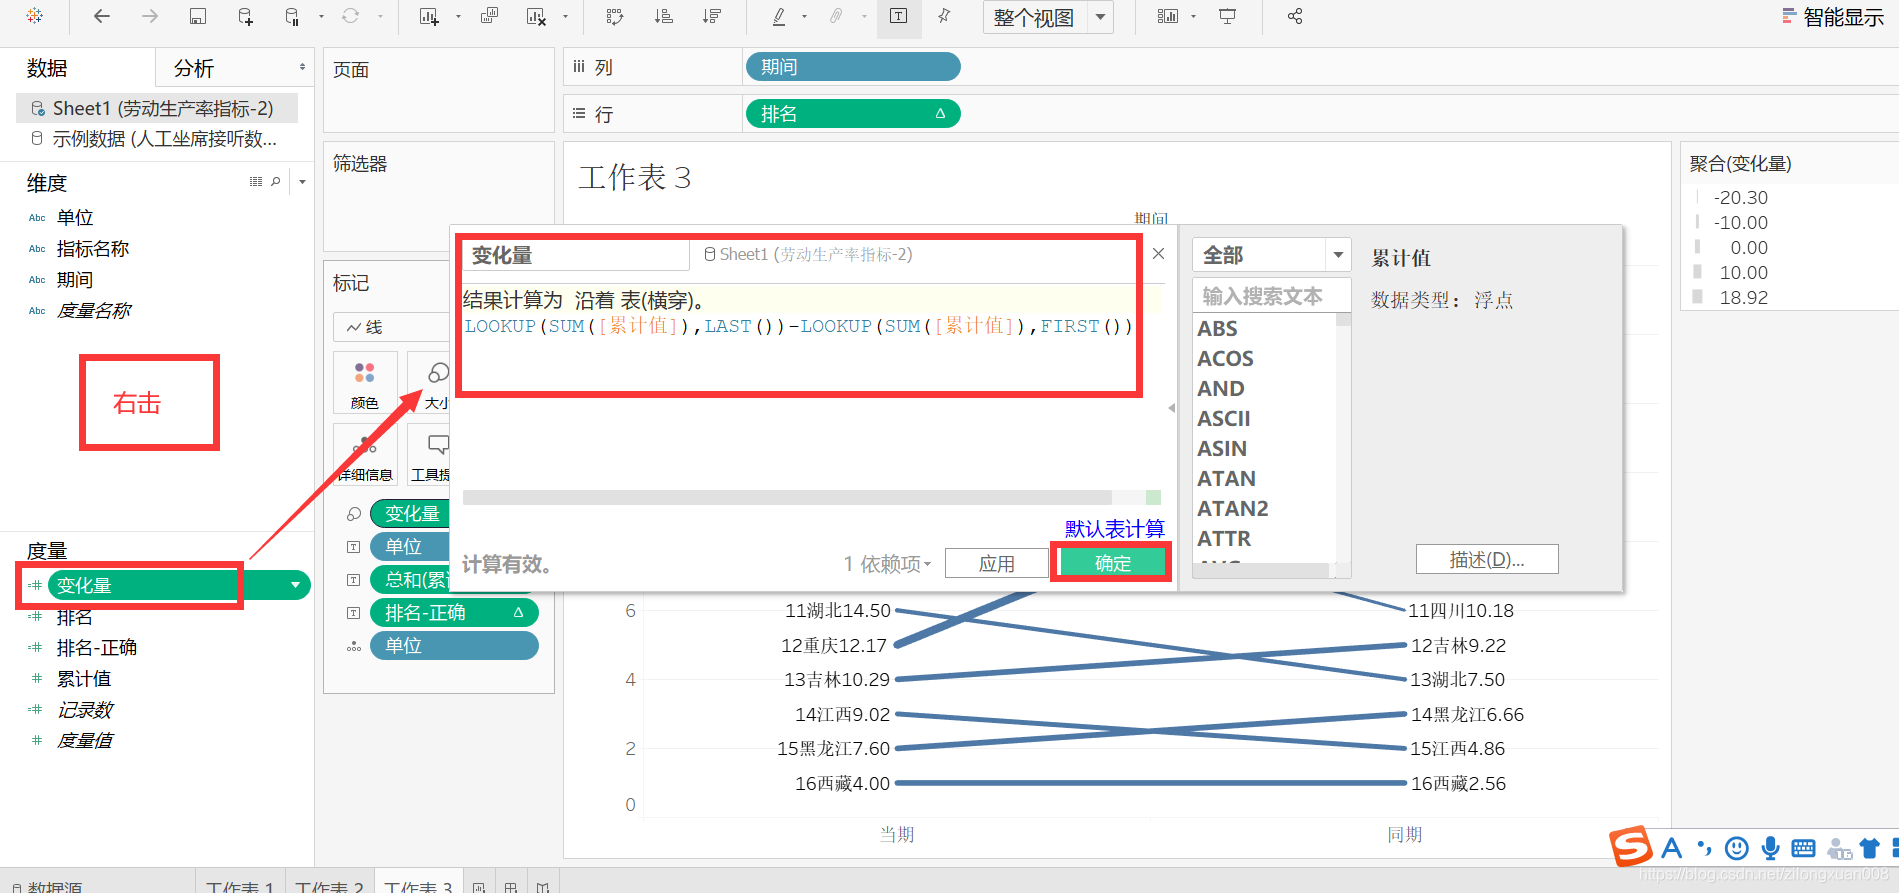 整个视图
智能显示
数据
分析
Sheet1 (劳动生产率指标-2)
示例数据 (人工坐席接听数...
维度
Abc 单位
Abc 指标名称
Abc 期间
Abc 度量名称
右击
度量
变化量
排名
排名-正确
累计值
记录数
度量值
页面
筛选器
标记
线
颜色
大小
详细信息
工具提
变化量
单位
总和(累计
排名-正确
单位
列
期间
行
排名
工作表 3
期间
变化量
Sheet1 (劳动生产率指标-2)
结果计算为 沿着 表(横穿)。
LOOKUP(SUM([累计值]),LAST())-LOOKUP(SUM([累计值]),FIRST())
默认表计算
计算有效。
1 依赖项
应用
确定
全部
输入搜索文本
ABS
ACOS
AND
ASCII
ASIN
ATAN
ATAN2
ATTR
AVG
累计值
数据类型: 浮点
描述(D)...
聚合(变化量)
-20.30
-10.00
0.00
10.00
18.92
6
4
2
0
11湖北14.50
12重庆12.17
13吉林10.29
14江西9.02
15黑龙江7.60
16西藏4.00
11四川10.18
12吉林9.22
13湖北7.50
14黑龙江6.66
15江西4.86
16西藏2.56
当期
同期
数据源
工作表 1
工作表 2
工作表 3
https://blog.csdn.net/zilongxuan008